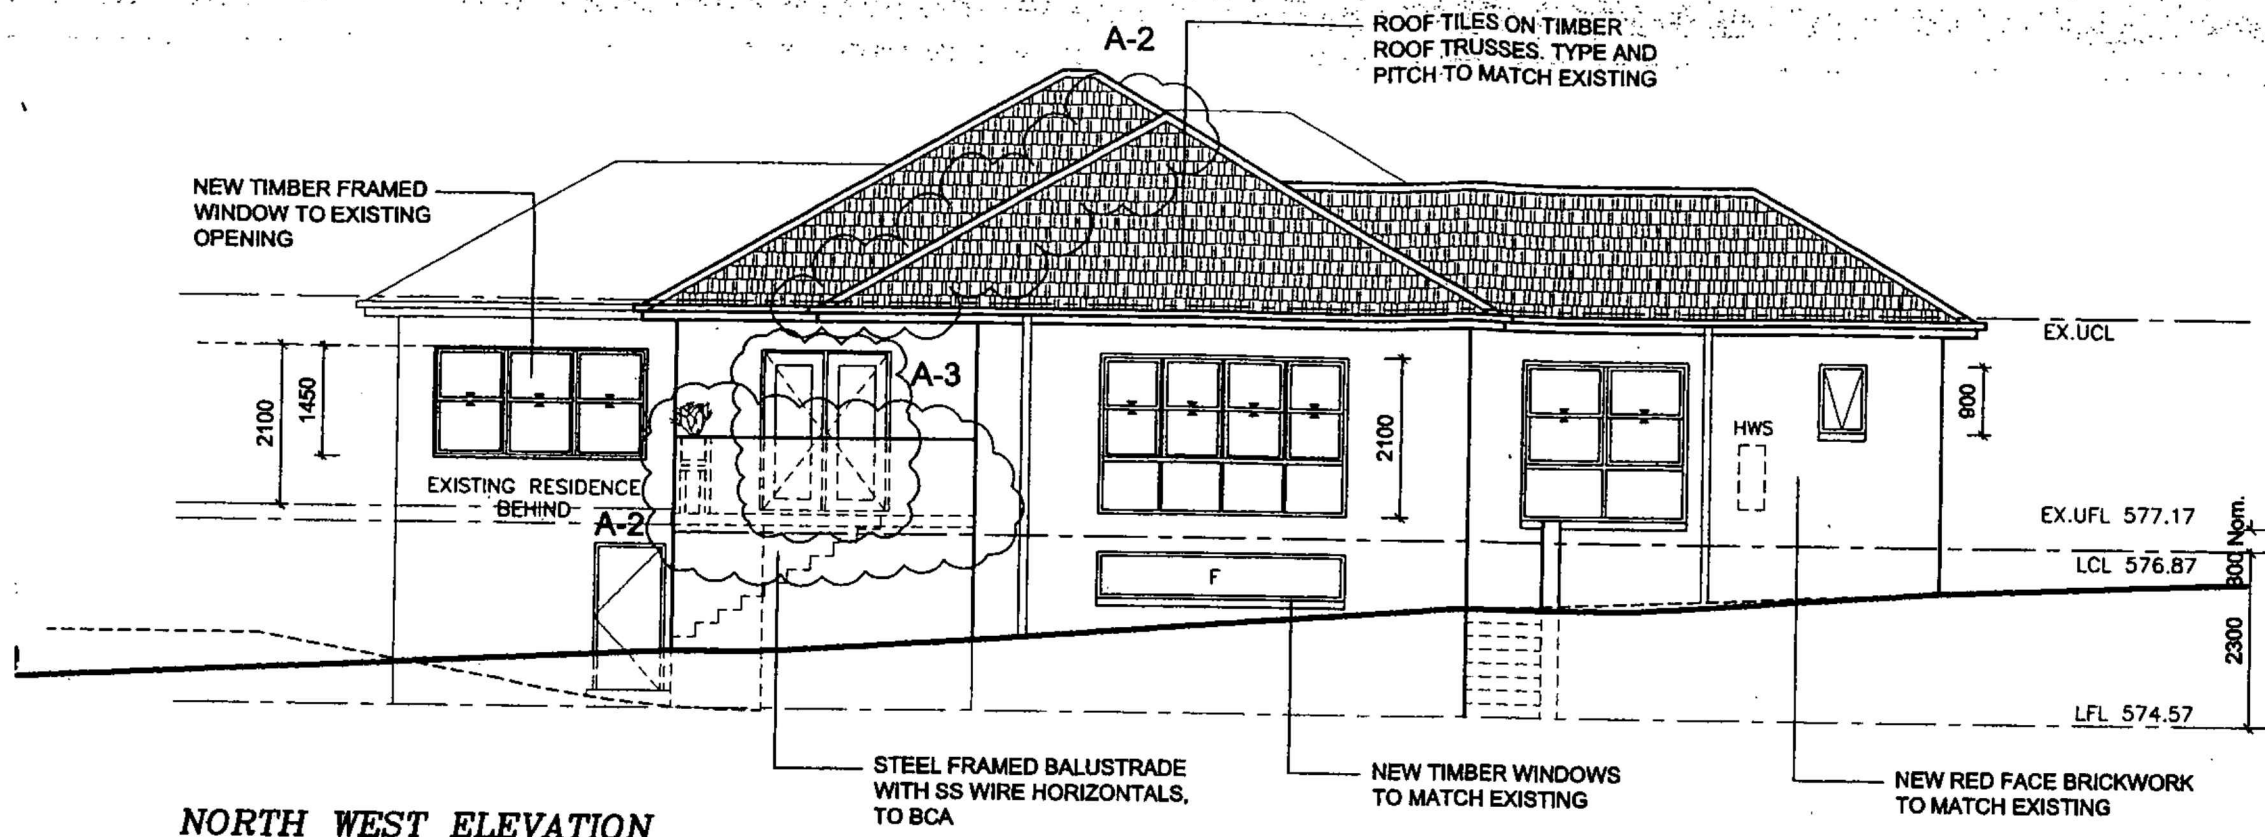 A-2
ROOF TILES ON TIMBER
ROOF TRUSSES. TYPE AND
PITCH TO MATCH EXISTING
NEW TIMBER FRAMED
WINDOW TO EXISTING
OPENING
EX.UCL
2100
1450
A-3
2100
HWS
900
EXISTING RESIDENCE
BEHIND
A-2
EX.UFL 577.17
300 Nom.
LCL 576.87
F
2300
LFL 574.57
STEEL FRAMED BALUSTRADE
WITH SS WIRE HORIZONTALS,
TO BCA
NEW TIMBER WINDOWS
TO MATCH EXISTING
NEW RED FACE BRICKWORK
TO MATCH EXISTING
NORTH WEST ELEVATION